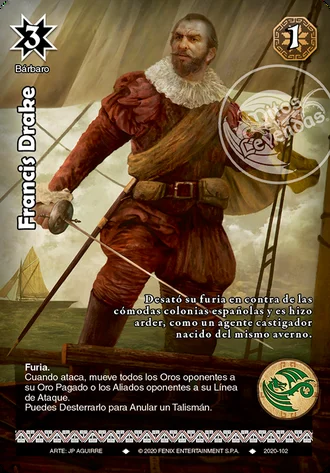 3
1
Bárbaro
Francis Drake
Mitos
y
Leyendas
Desató su furia en contra de las
cómodas colonias españolas y es hizo
arder, como un agente castigador
nacido del mismo averno.
Furia.
Cuando ataca, mueve todos los Oros oponentes a
su Oro Pagado o los Aliados oponentes a su Línea
de Ataque.
Puedes Desterrarlo para Anular un Talismán.
ARTE: JP AGUIRRE
© 2020 FENIX ENTERTAINMENT S.P.A.
2020-102